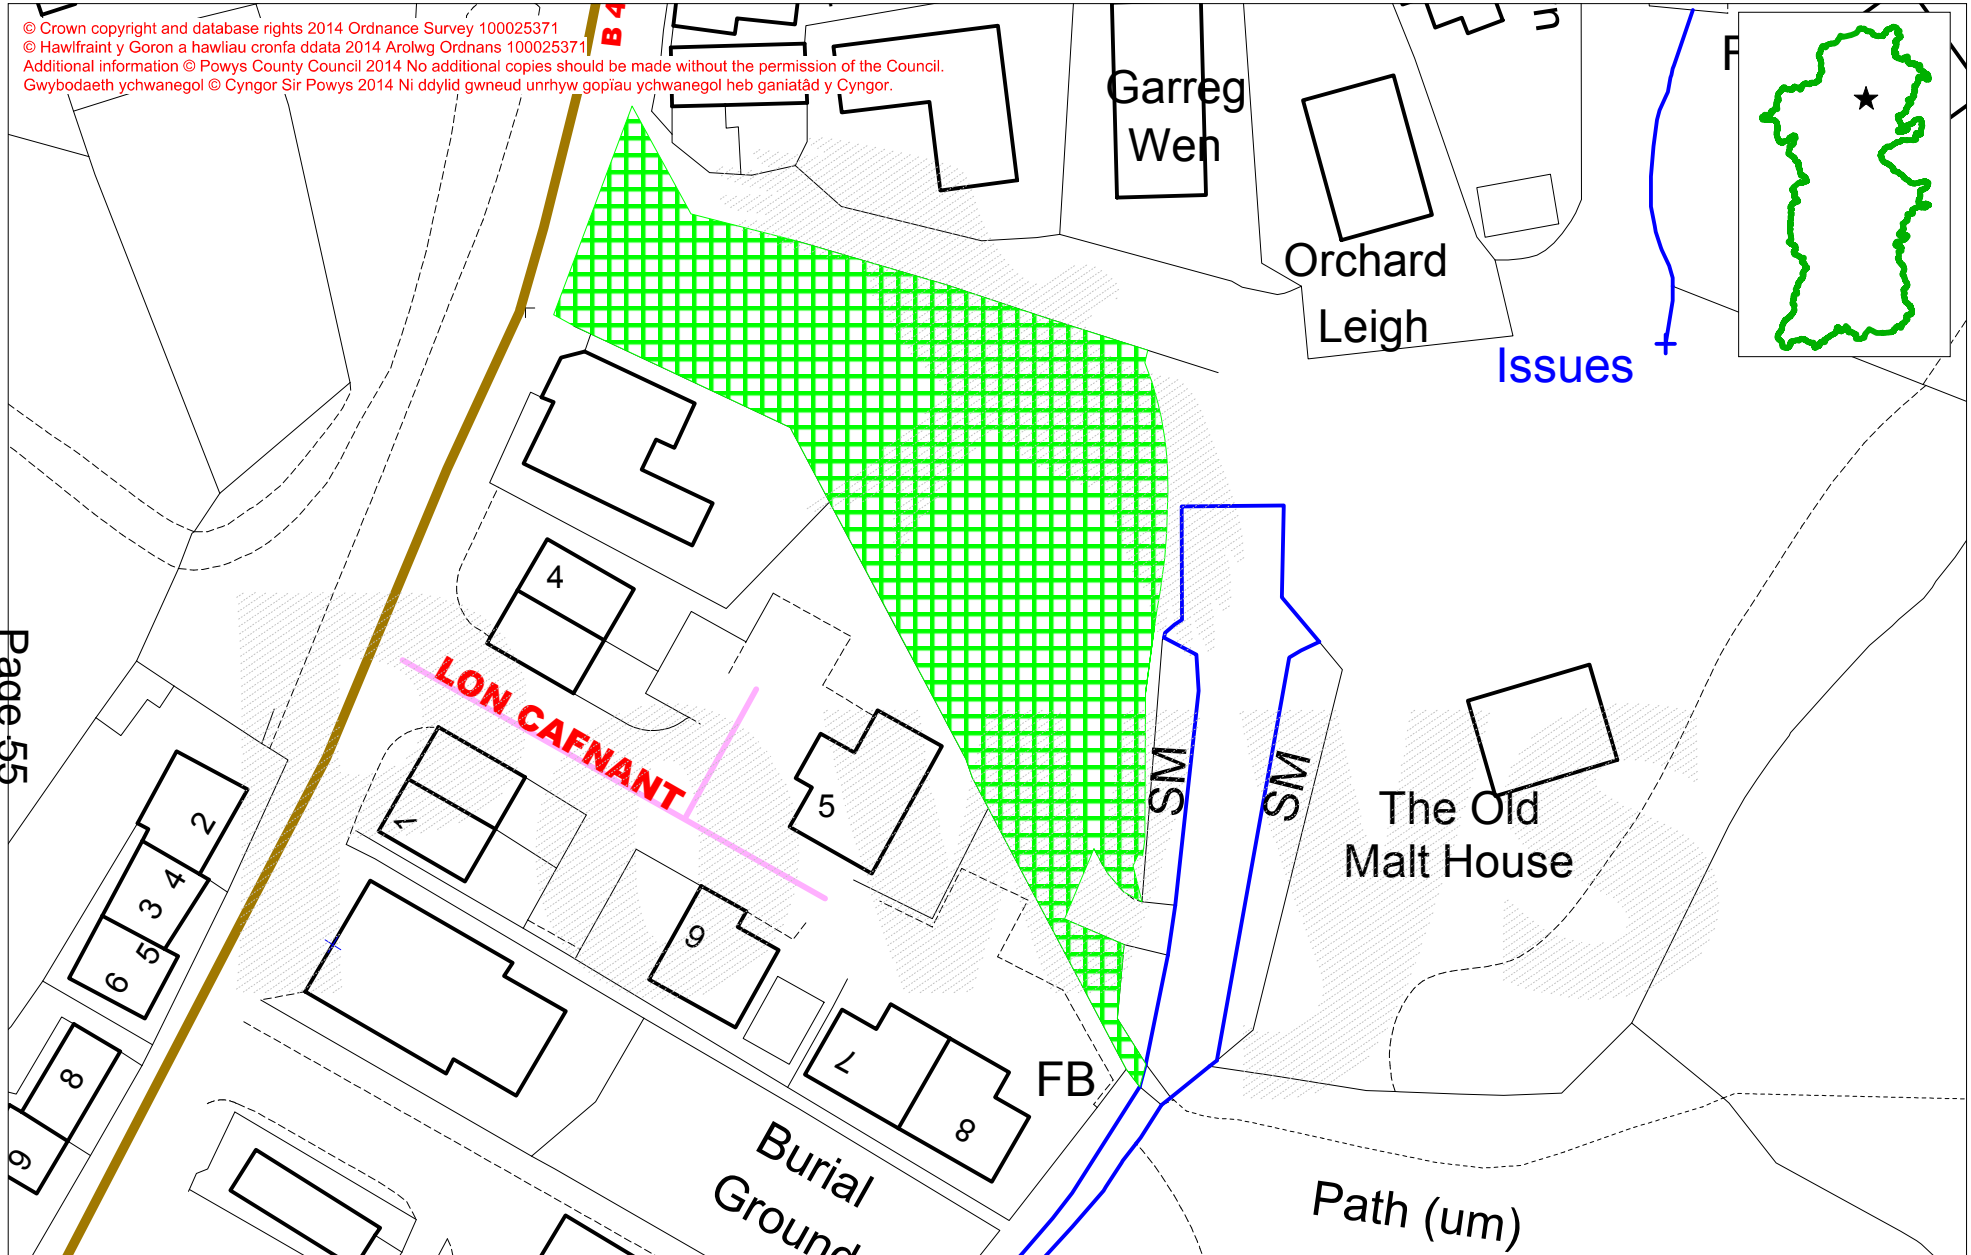 © Crown copyright and database rights 2014 Ordnance Survey 100025371
© Hawlfraint y Goron a hawliau cronfa ddata 2014 Arolwg Ordnans 100025371
Additional information © Powys County Council 2014 No additional copies should be made without the permission of the Council.
Gwybodaeth ychwanegol © Cyngor Sir Powys 2014 Ni ddylid gwneud unrhyw gopïau ychwanegol heb ganiatâd y Cyngor.
B 4
Garreg
Wen
Orchard
Leigh
Issues
4
LON CAFNANT
Page 55
5
SM
SM
The Old
Malt House
2
3 4
5
6
7
6
7
8
8
9
FB
Burial
Ground
Path (um)